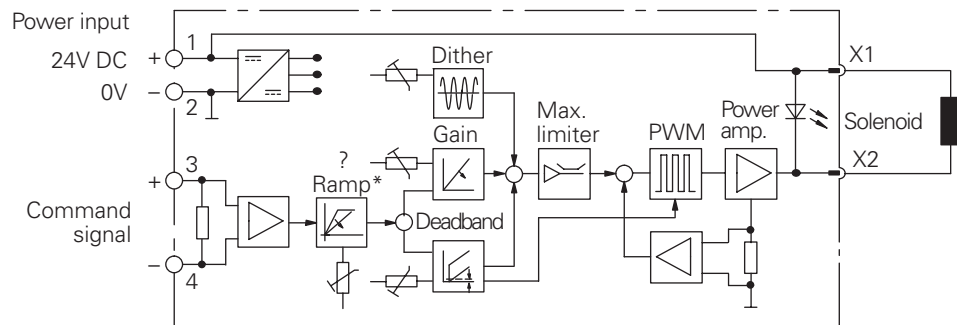 Power input
1
X1
24V DC
+
Dither
0V
–
2
Max.
limiter
PWM
Power
amp.
Solenoid
Gain
3
?
X2
+
Ramp*
Command
signal
Deadband
–
4